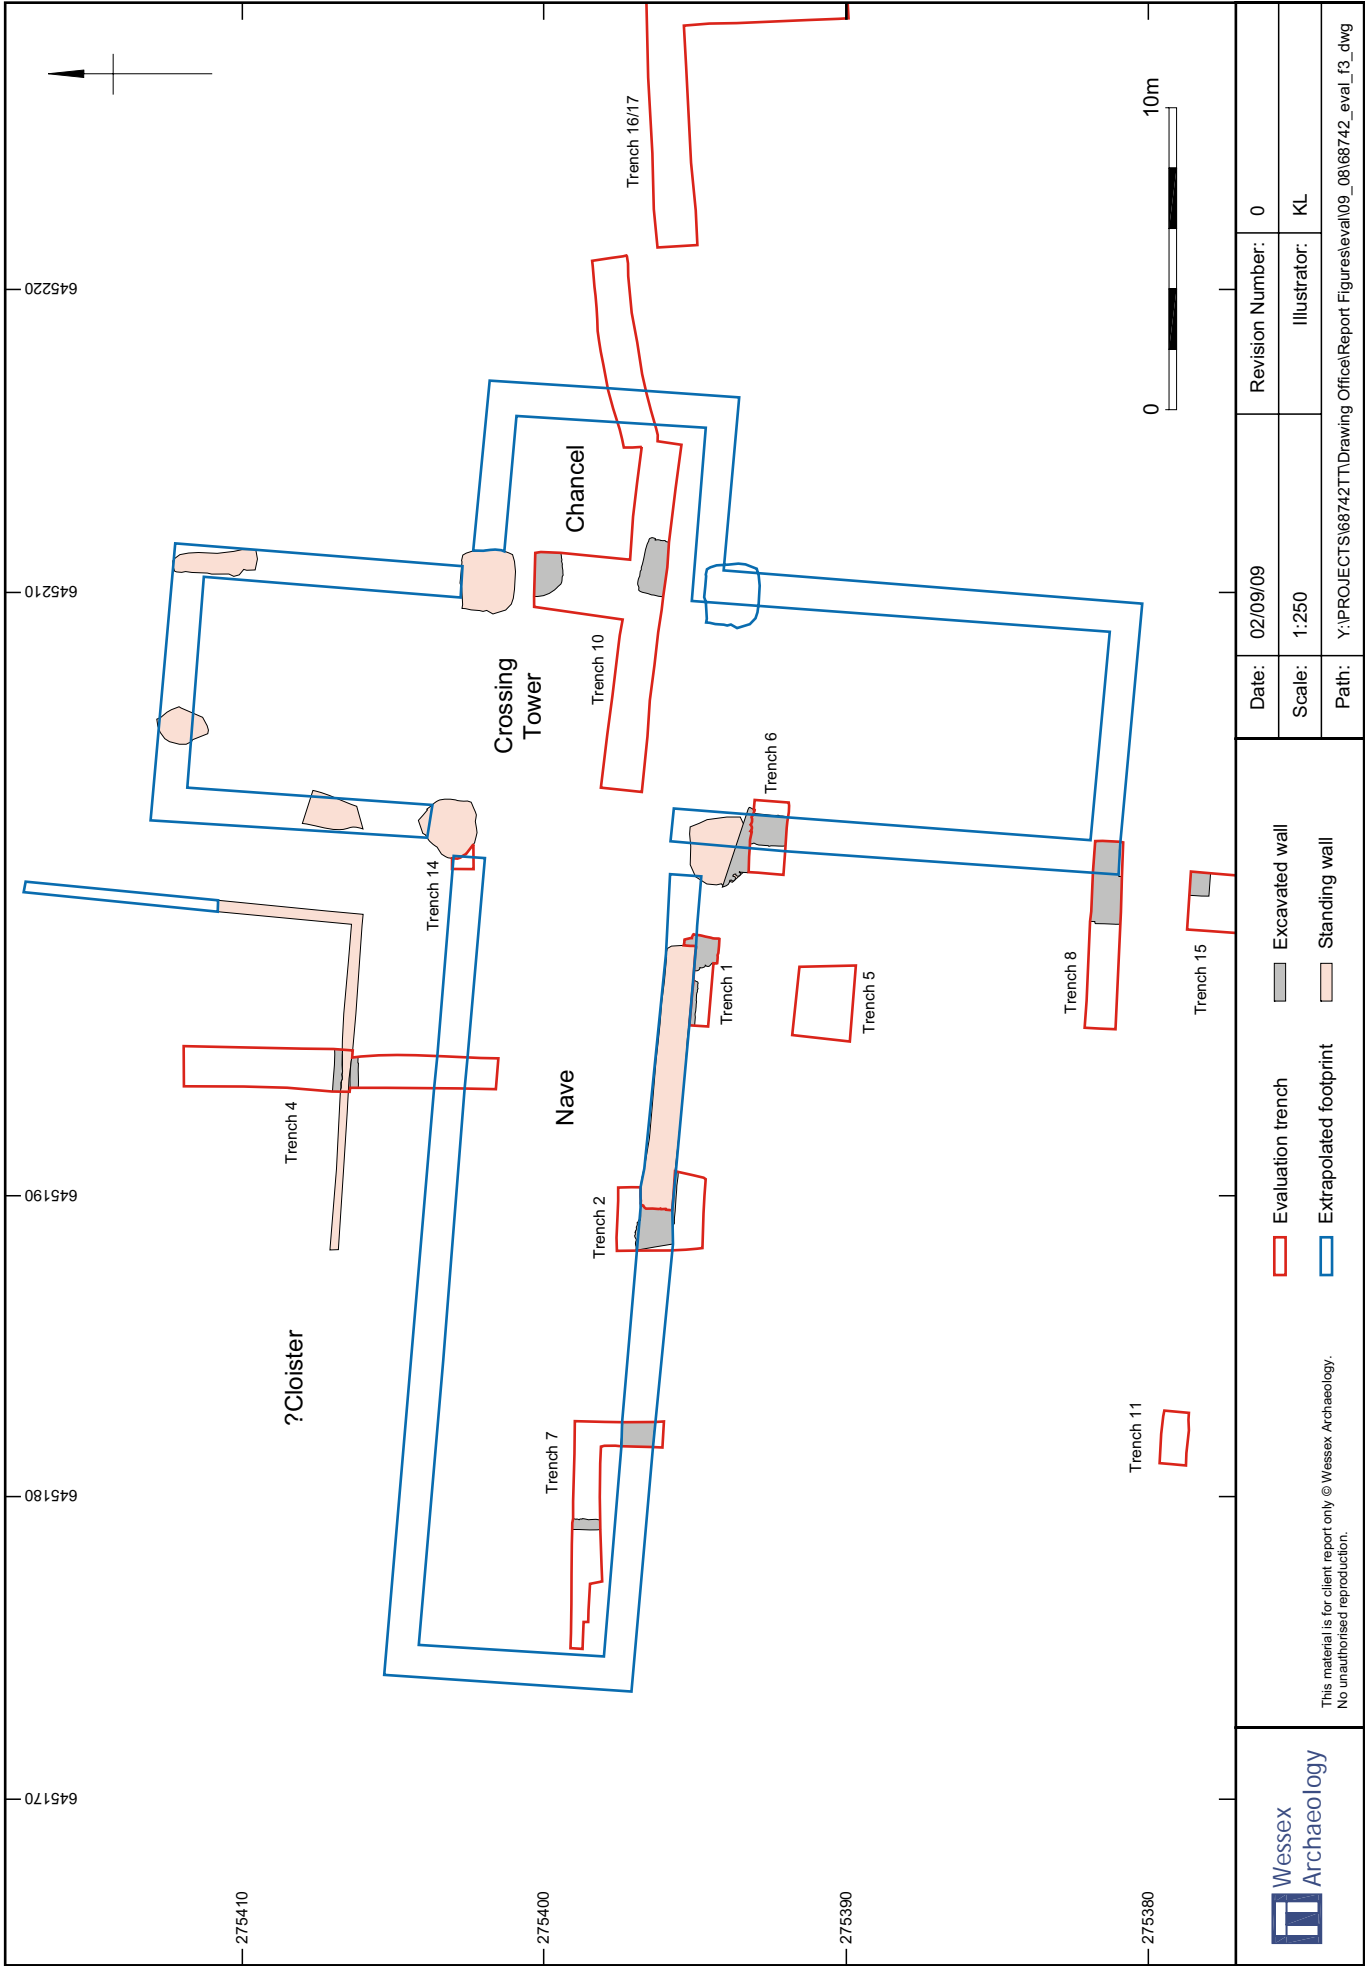 645220
645210
645190
645180
645170
275410
275400
275390
275380
?Cloister
Trench 4
Trench 14
Crossing
Tower
Chancel
Trench 10
Trench 16/17
Nave
Trench 7
Trench 2
Trench 1
Trench 6
Trench 5
Trench 8
Trench 15
Trench 11
0
10m
Wessex
Archaeology
Evaluation trench
Excavated wall
Extrapolated footprint
Standing wall
This material is for client report only © Wessex Archaeology.
No unauthorised reproduction.
Date: 02/09/09 Revision Number: 0
Scale: 1:250 Illustrator: KL
Path: Y:\PROJECTS\68742TT\Drawing Office\Report Figures\eval\09_08\68742_eval_f3_dwg